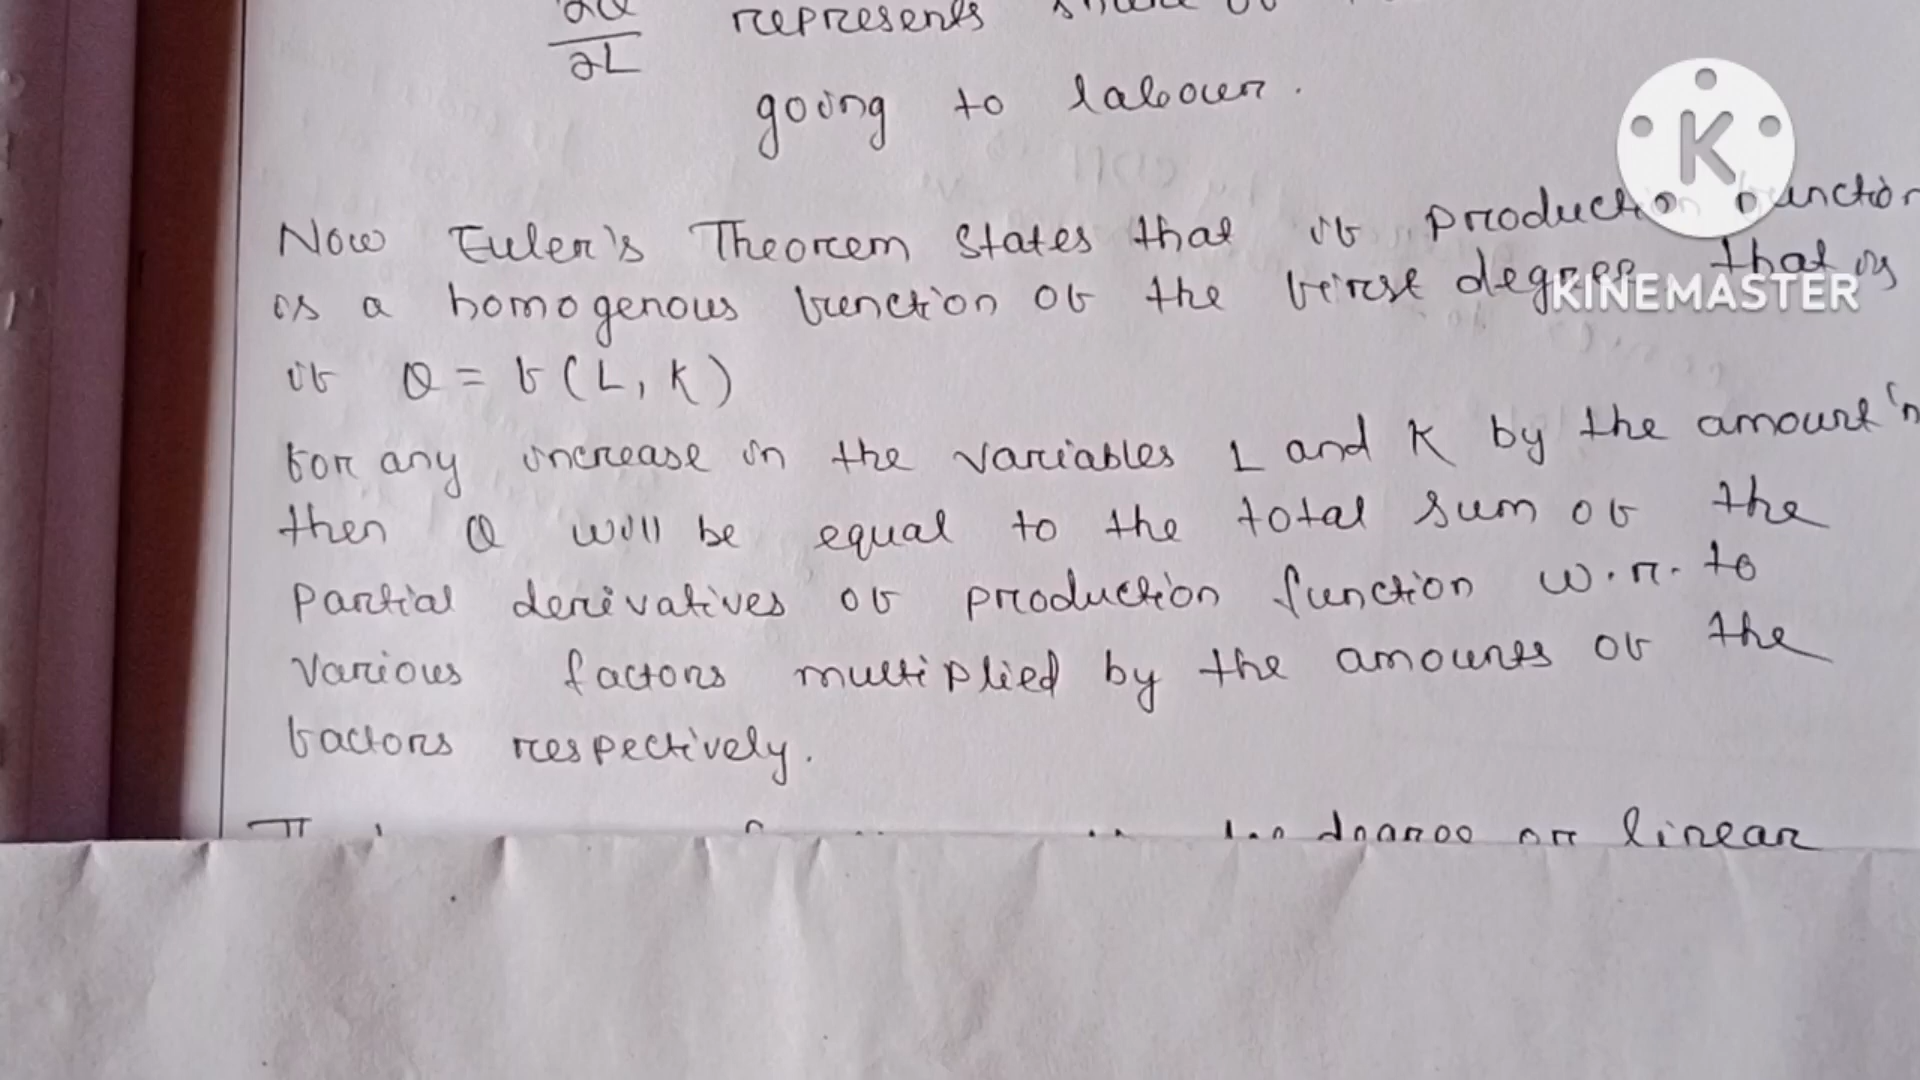 ∂Q/∂L represents share of
going to labour.
Now Euler's Theorem states that if production function
is a homogenous function of the first degree that is
if Q = f(L, K)
for any increase in the variables L and K by the amount 'n
then Q will be equal to the total sum of the
partial derivatives of production function w.r.to
various factors multiplied by the amounts of the
factors respectively.
degree or linear
K
KINEMASTER